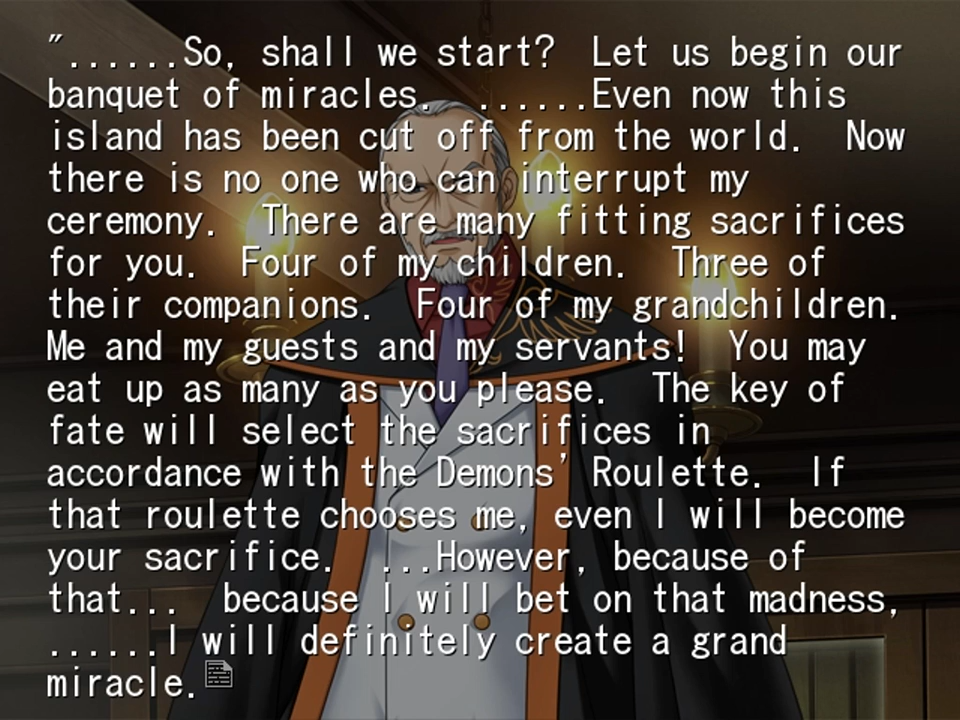 "......So, shall we start?  Let us begin our
banquet of miracles.  ......Even now this
island has been cut off from the world.  Now
there is no one who can interrupt my
ceremony.  There are many fitting sacrifices
for you.  Four of my children.  Three of
their companions.  Four of my grandchildren.
Me and my guests and my servants!  You may
eat up as many as you please.  The key of
fate will select the sacrifices in
accordance with the Demons' Roulette.  If
that roulette chooses me, even I will become
your sacrifice.  ...However, because of
that...  because I will bet on that madness,
......I will definitely create a grand
miracle.